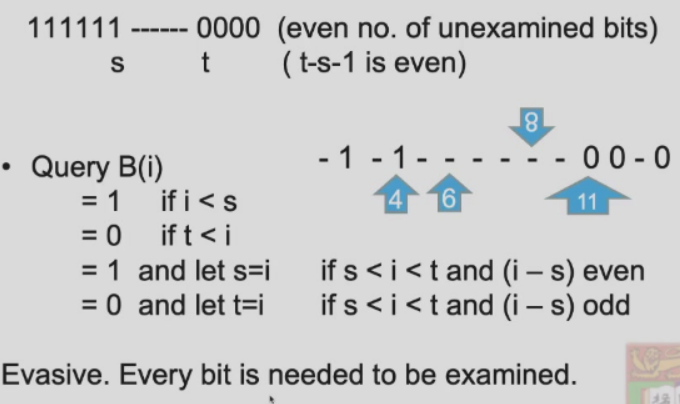 111111 ------ 0000 (even no. of unexamined bits)
s t ( t-s-1 is even)
8
• Query B(i) - 1 - 1 - - - - - - 0 0 - 0
= 1 if i < s 4 6 11
= 0 if t < i
= 1 and let s=i if s < i < t and (i – s) even
= 0 and let t=i if s < i < t and (i – s) odd
Evasive. Every bit is needed to be examined.